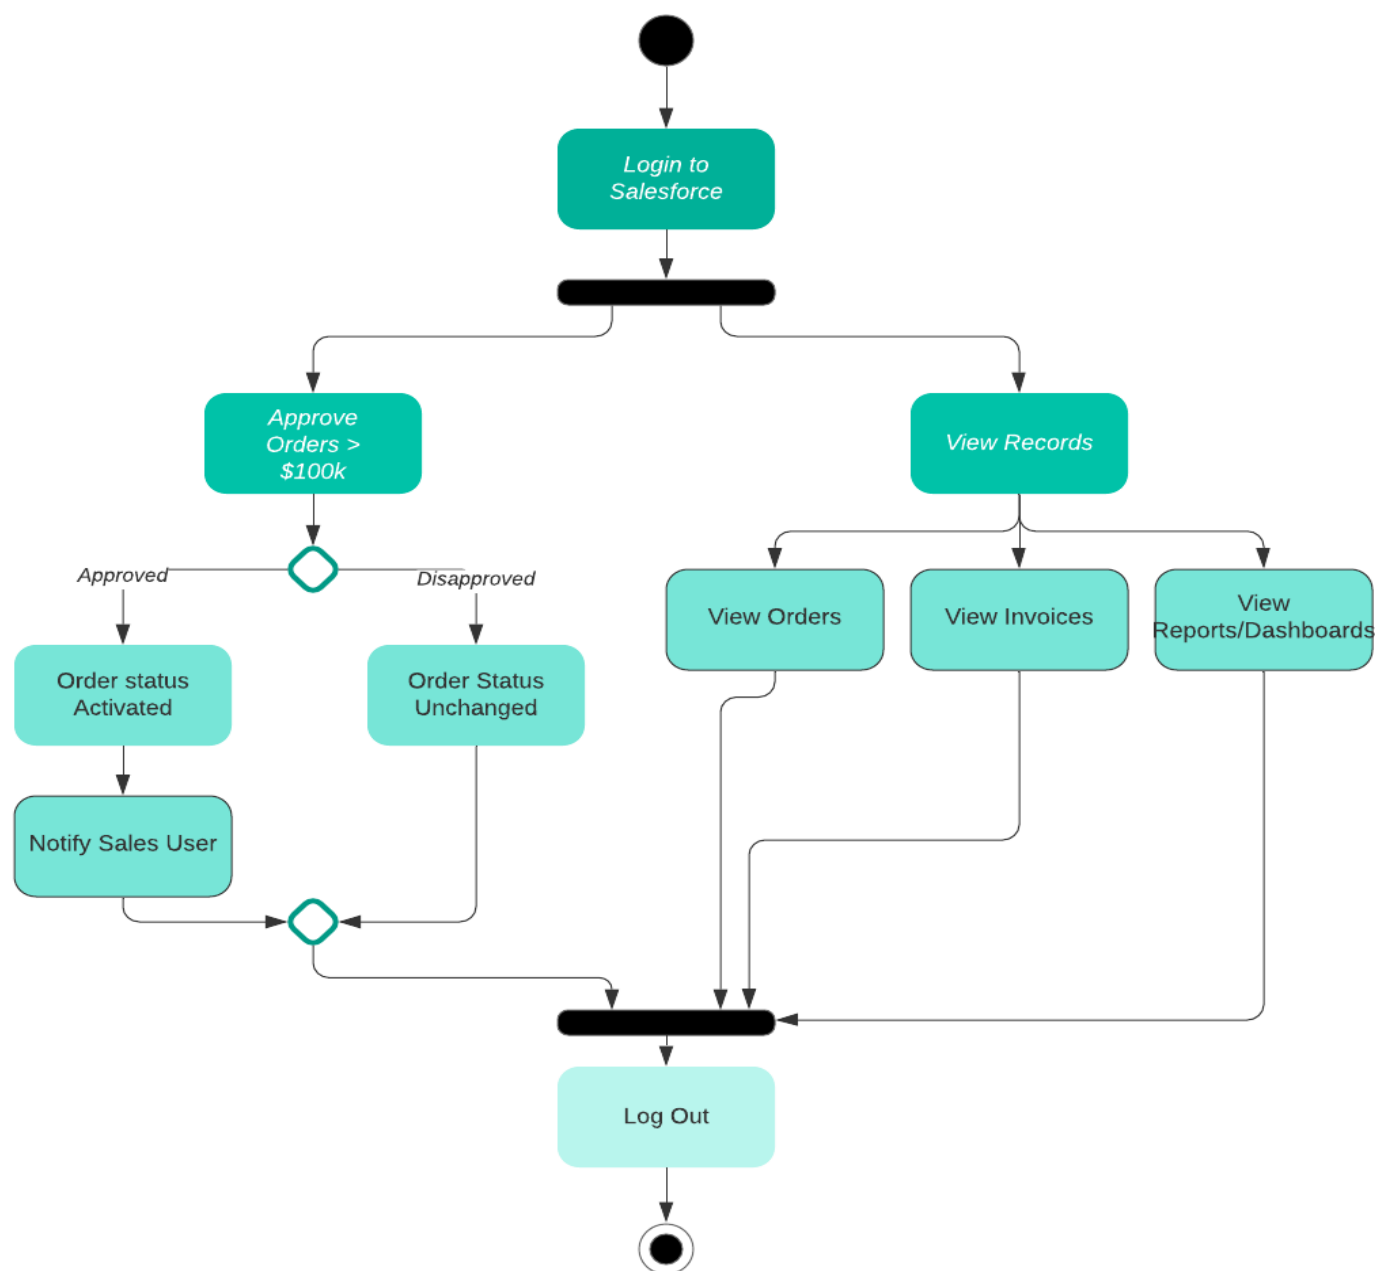 Login to
Salesforce
Approve
Orders >
$100k
View Records
Approved
Disapproved
View Orders
View Invoices
View
Reports/Dashboards
Order status
Activated
Order Status
Unchanged
Notify Sales User
Log Out